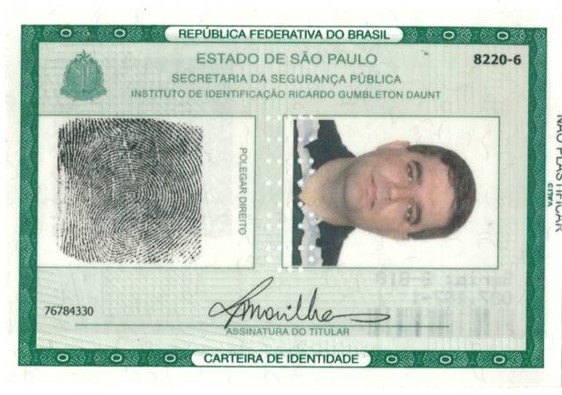 REPÚBLICA FEDERATIVA DO BRASIL
ESTADO DE SÃO PAULO
8220-6
SECRETARIA DA SEGURANÇA PÚBLICA
INSTITUTO DE IDENTIFICAÇÃO RICARDO GUMBLETON DAUNT
POLEGAR DIREITO
NÃO PLASTIFICAR
76784330
ASSINATURA DO TITULAR
CARTEIRA DE IDENTIDADE